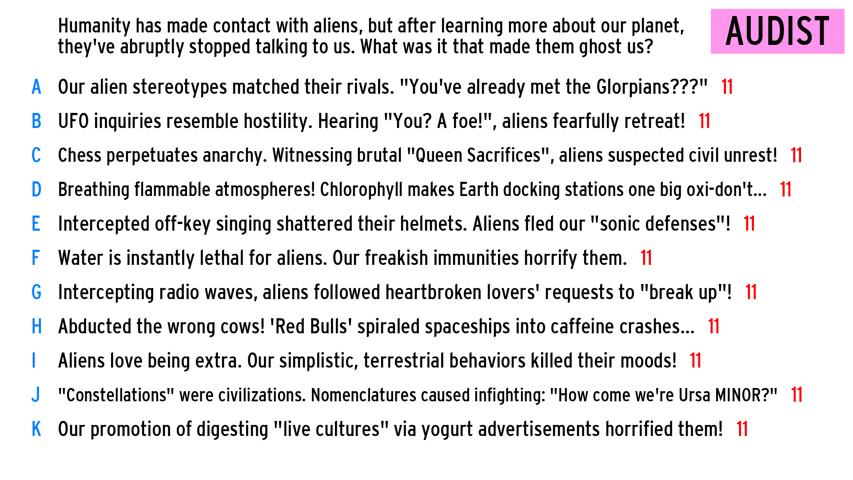 Humanity has made contact with aliens, but after learning more about our planet,
they've abruptly stopped talking to us. What was it that made them ghost us?
AUDIST
A Our alien stereotypes matched their rivals. "You've already met the Glorpians???" 11
B UFO inquiries resemble hostility. Hearing "You? A foe!", aliens fearfully retreat! 11
C Chess perpetuates anarchy. Witnessing brutal "Queen Sacrifices", aliens suspected civil unrest! 11
D Breathing flammable atmospheres! Chlorophyll makes Earth docking stations one big oxi-don't... 11
E Intercepted off-key singing shattered their helmets. Aliens fled our "sonic defenses"! 11
F Water is instantly lethal for aliens. Our freakish immunities horrify them. 11
G Intercepting radio waves, aliens followed heartbroken lovers' requests to "break up"! 11
H Abducted the wrong cows! 'Red Bulls' spiraled spaceships into caffeine crashes... 11
I Aliens love being extra. Our simplistic, terrestrial behaviors killed their moods! 11
J "Constellations" were civilizations. Nomenclatures caused infighting: "How come we're Ursa MINOR?" 11
K Our promotion of digesting "live cultures" via yogurt advertisements horrified them! 11